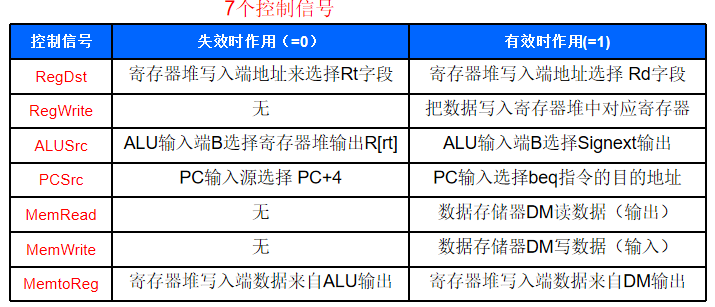 7个控制信号
控制信号 失效时作用（=0） 有效时作用(=1)
RegDst 寄存器堆写入端地址来选择Rt字段 寄存器堆写入端地址选择 Rd字段
RegWrite 无 把数据写入寄存器堆中对应寄存器
ALUSrc ALU输入端B选择寄存器堆输出R[rt] ALU输入端B选择Signext输出
PCSrc PC输入源选择 PC+4 PC输入选择beq指令的目的地址
MemRead 无 数据存储器DM读数据（输出）
MemWrite 无 数据存储器DM写数据（输入）
MemtoReg 寄存器堆写入端数据来自ALU输出 寄存器堆写入端数据来自DM输出